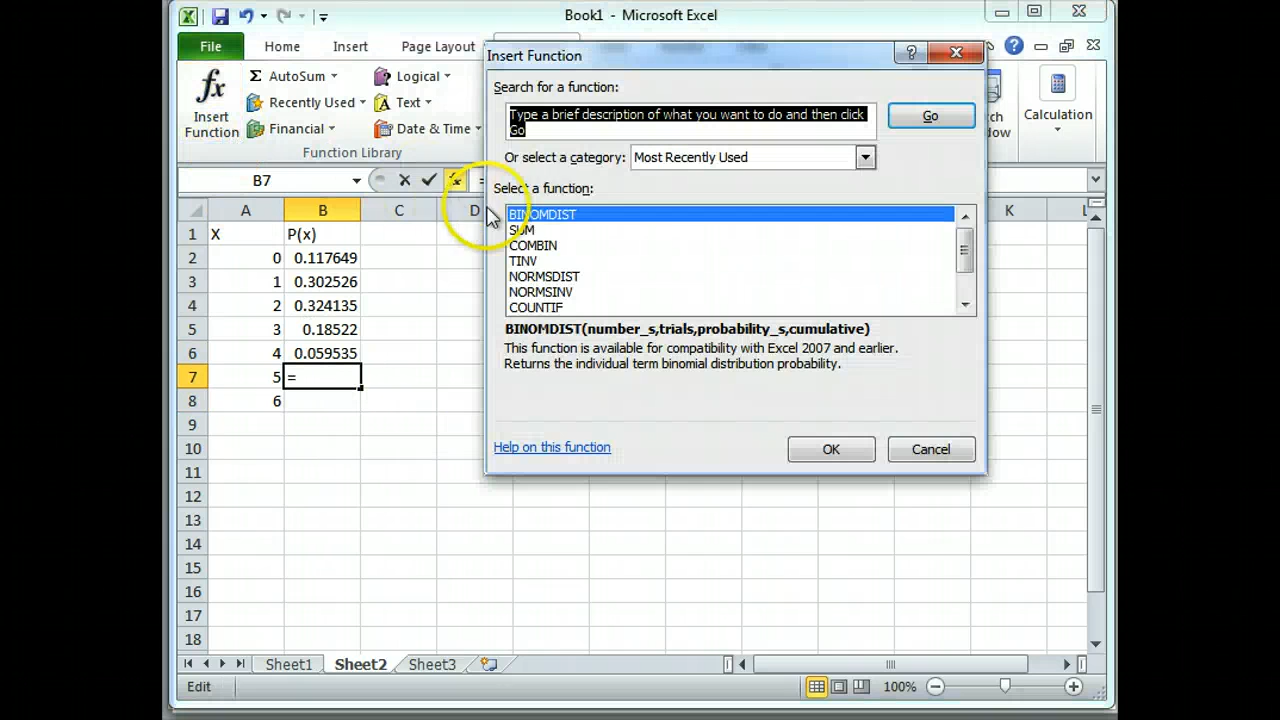 Book1 - Microsoft Excel
File Home Insert Page Layout
Insert Function
AutoSum
Recently Used
Financial
Logical
Text
Date & Time
Function Library
Calculation
Insert Function
Search for a function:
Type a brief description of what you want to do and then click
Go
Go
Or select a category: Most Recently Used
Select a function:
BINOMDIST
SUM
COMBIN
TINV
NORMSDIST
NORMSINV
COUNTIF
BINOMDIST(number_s,trials,probability_s,cumulative)
This function is available for compatibility with Excel 2007 and earlier.
Returns the individual term binomial distribution probability.
Help on this function
OK Cancel
B7 fx =
A B C D K
1 X P(x)
2 0 0.117649
3 1 0.302526
4 2 0.324135
5 3 0.18522
6 4 0.059535
7 5 =
8 6
9
10
11
12
13
14
15
16
17
18
Sheet1 Sheet2 Sheet3
Edit 100%